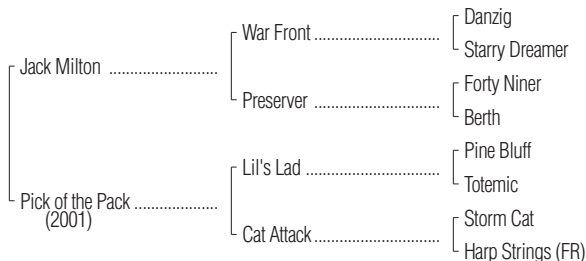 Danzig
War Front ........................................
Starry Dreamer
Jack Milton ...................................
Forty Niner
Preserver ........................................
Berth
Pine Bluff
Lil's Lad ...........................................
Totemic
Pick of the Pack ..........................
(2001)
Storm Cat
Cat Attack ........................................
Harp Strings (FR)